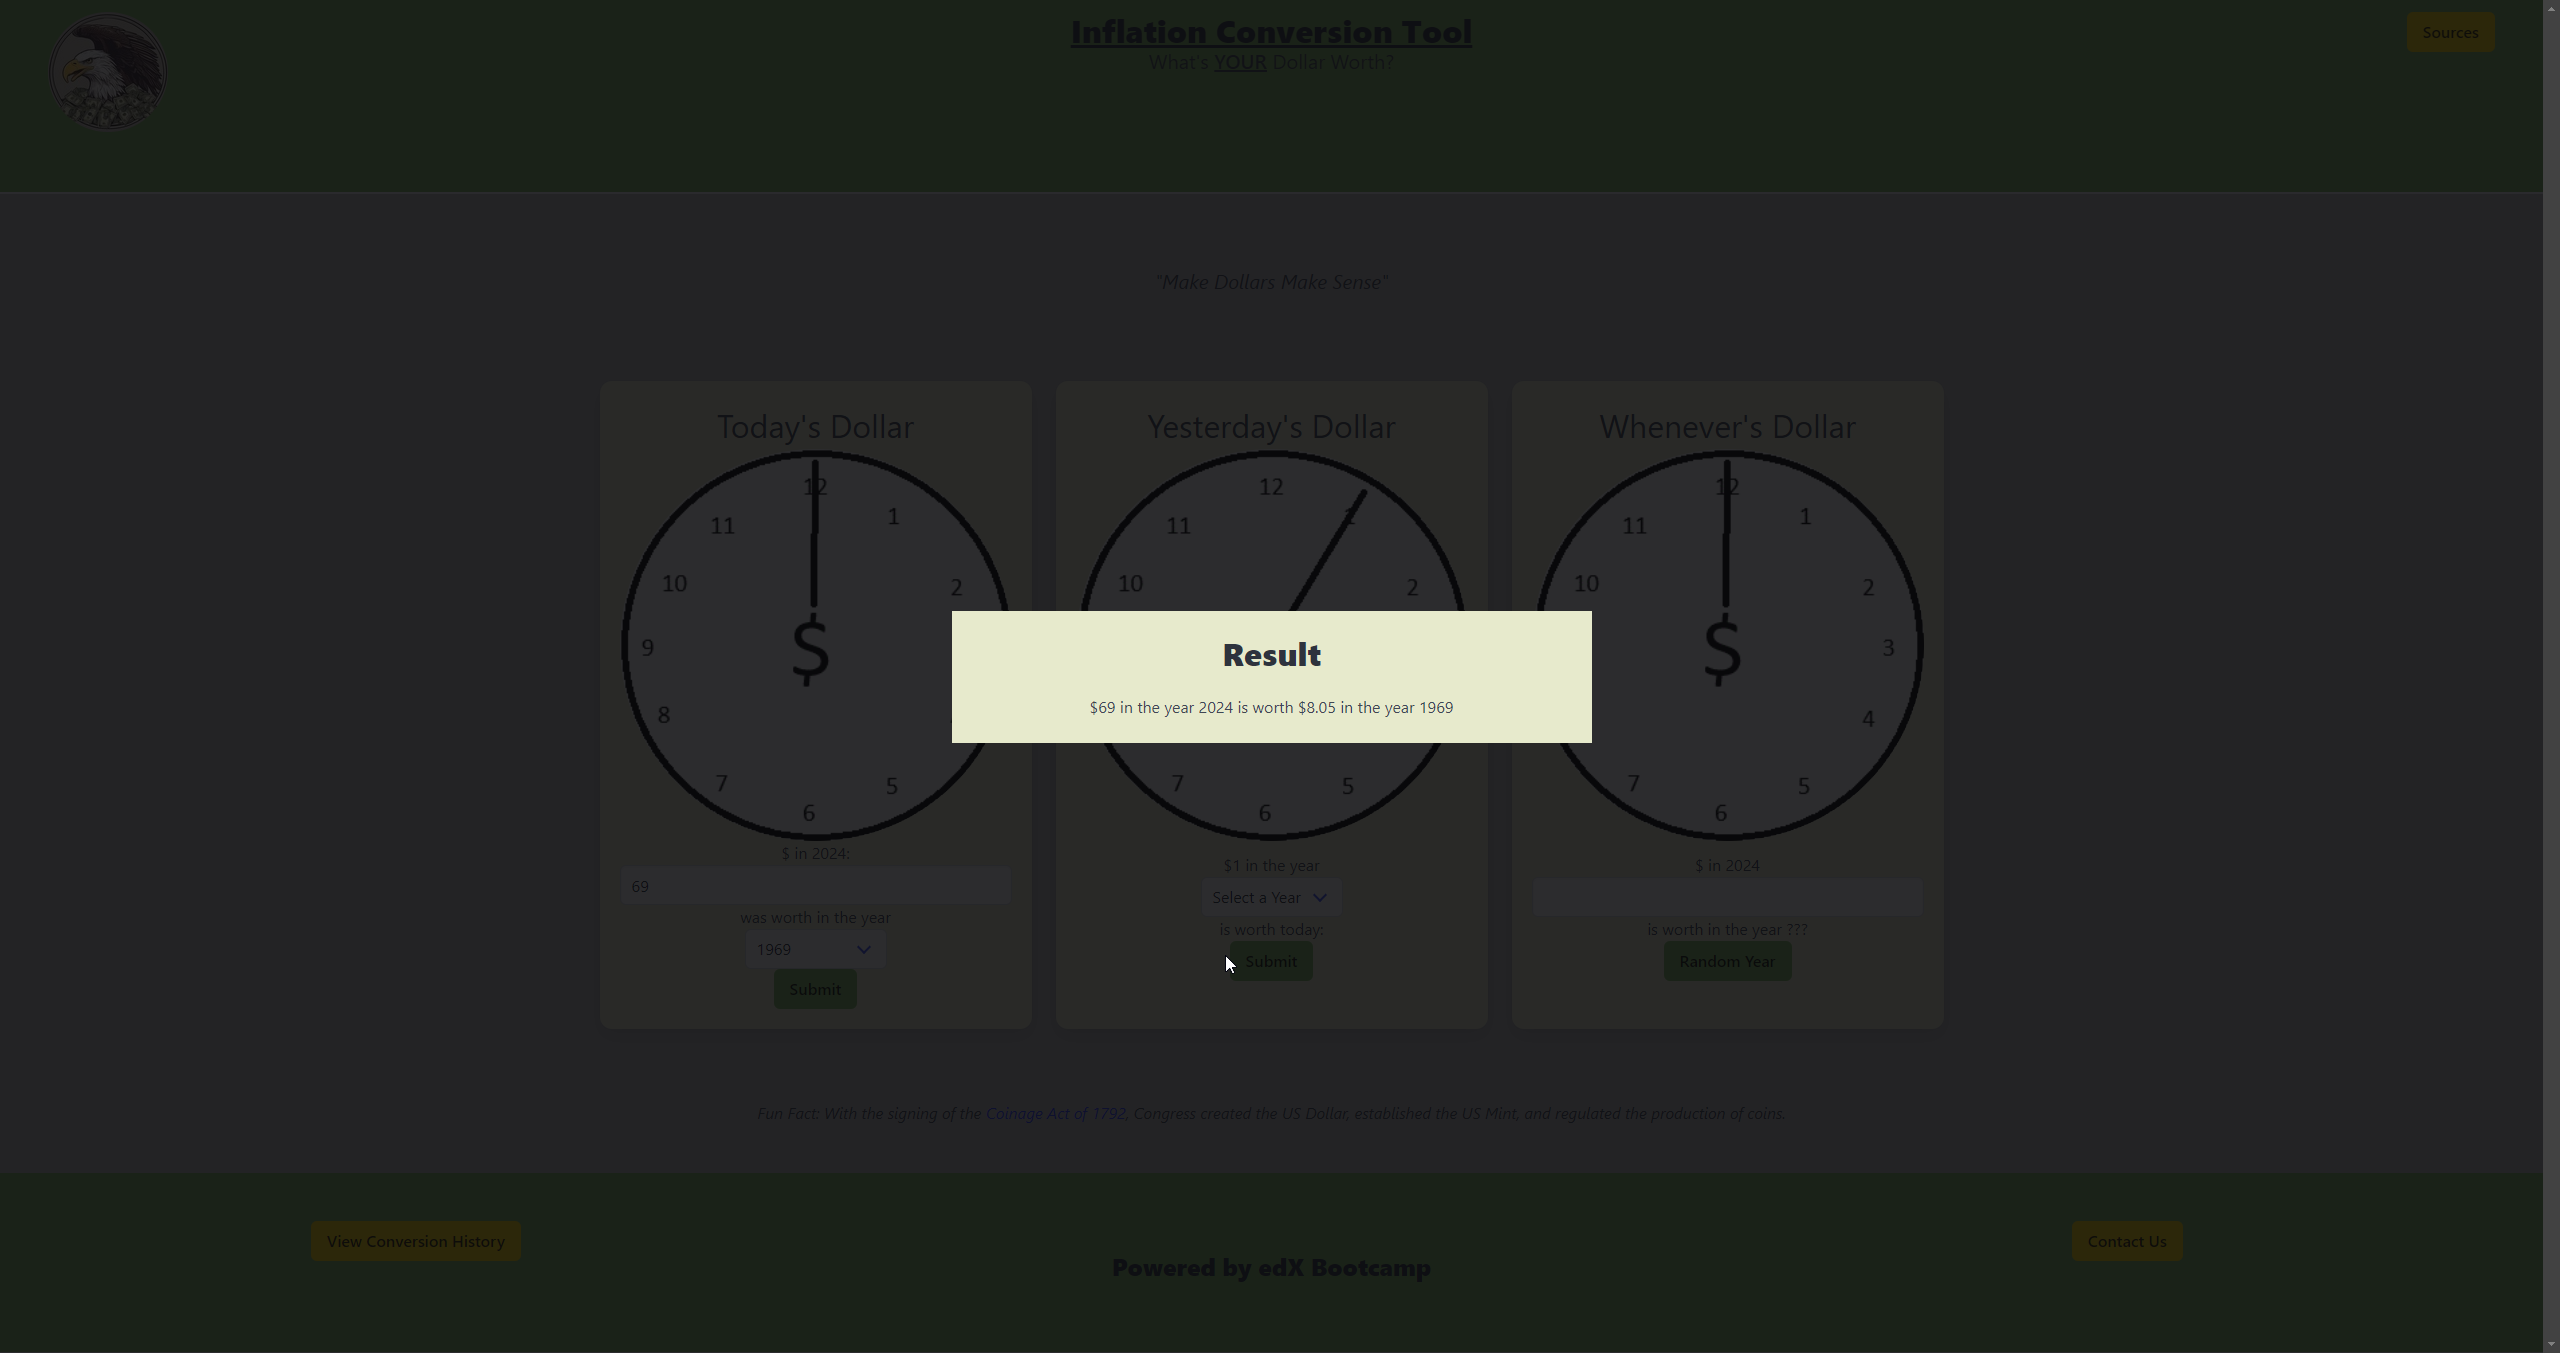 Inflation Conversion Tool
Sources
What's YOUR Dollar Worth?
"Make Dollars Make Sense"
Today's Dollar
12
1
2
5
6
7
8
9
10
11
$
$ in 2024:
69
was worth in the year
1969
Submit
Yesterday's Dollar
12
1
2
5
6
7
10
11
$1 in the year
Select a Year
is worth today:
Submit
Whenever's Dollar
12
1
2
3
4
5
6
7
10
11
$
$ in 2024
is worth in the year ???
Random Year
Result
$69 in the year 2024 is worth $8.05 in the year 1969
Fun Fact: With the signing of the Coinage Act of 1792, Congress created the US Dollar, established the US Mint, and regulated the production of coins.
View Conversion History
Powered by edX Bootcamp
Contact Us